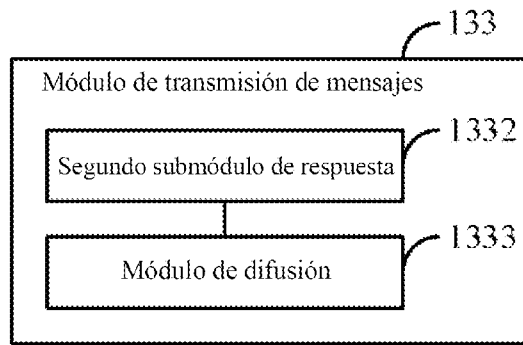 133
Módulo de transmisión de mensajes
1332
Segundo submódulo de respuesta
1333
Módulo de difusión